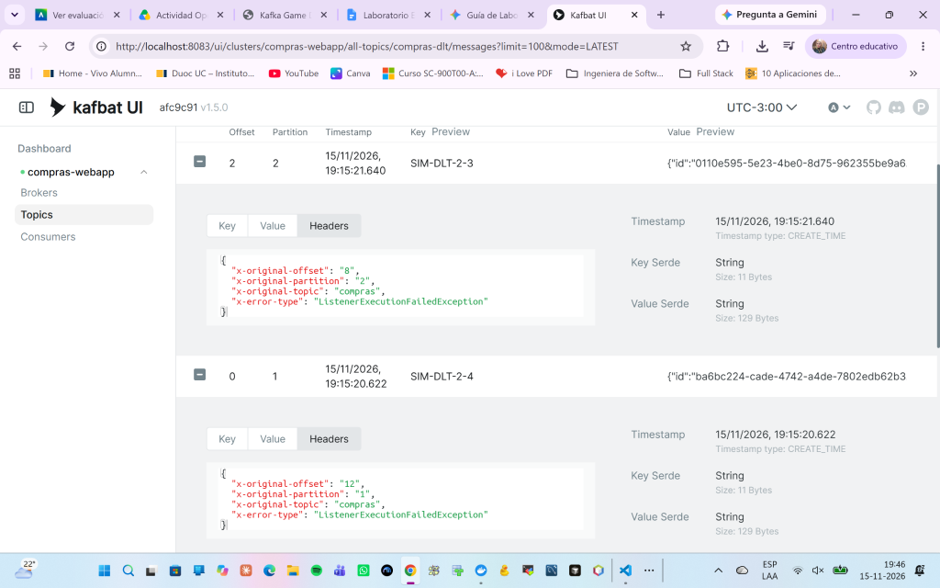 Ver evaluació
Actividad Op
Kafka Game
Laboratorio E
Guía de Labo
Kafbat UI
Pregunta a Gemini
http://localhost:8083/ui/clusters/compras-webapp/all-topics/compras-dlt/messages?limit=100&mode=LATEST
Centro educativo
Home - Vivo Alumn...
Duoc UC – Instituto...
YouTube
Canva
Curso SC-900T00-A:...
I Love PDF
Ingeniera de Softw...
Full Stack
10 Aplicaciones de...
kafbat UI
afc9c91 v1.5.0
UTC-3:00
Dashboard
compras-webapp
Brokers
Topics
Consumers
Offset Partition Timestamp Key Preview Value Preview
2 2 15/11/2026, 19:15:21.640 SIM-DLT-2-3 {"id":"0110e595-5e23-4be0-8d75-962355be9a6
Key Value Headers
{
"x-original-offset": "8",
"x-original-partition": "2",
"x-original-topic": "compras",
"x-error-type": "ListenerExecutionFailedException"
}
Timestamp 15/11/2026, 19:15:21.640
Timestamp type: CREATE_TIME
Key Serde String
Size: 11 Bytes
Value Serde String
Size: 129 Bytes
0 1 15/11/2026, 19:15:20.622 SIM-DLT-2-4 {"id":"ba6bc224-cade-4742-a4de-7802edb62b3
Key Value Headers
{
"x-original-offset": "12",
"x-original-partition": "1",
"x-original-topic": "compras",
"x-error-type": "ListenerExecutionFailedException"
}
Timestamp 15/11/2026, 19:15:20.622
Timestamp type: CREATE_TIME
Key Serde String
Size: 11 Bytes
Value Serde String
Size: 129 Bytes
22°
ESP
LAA
19:46
15-11-2026